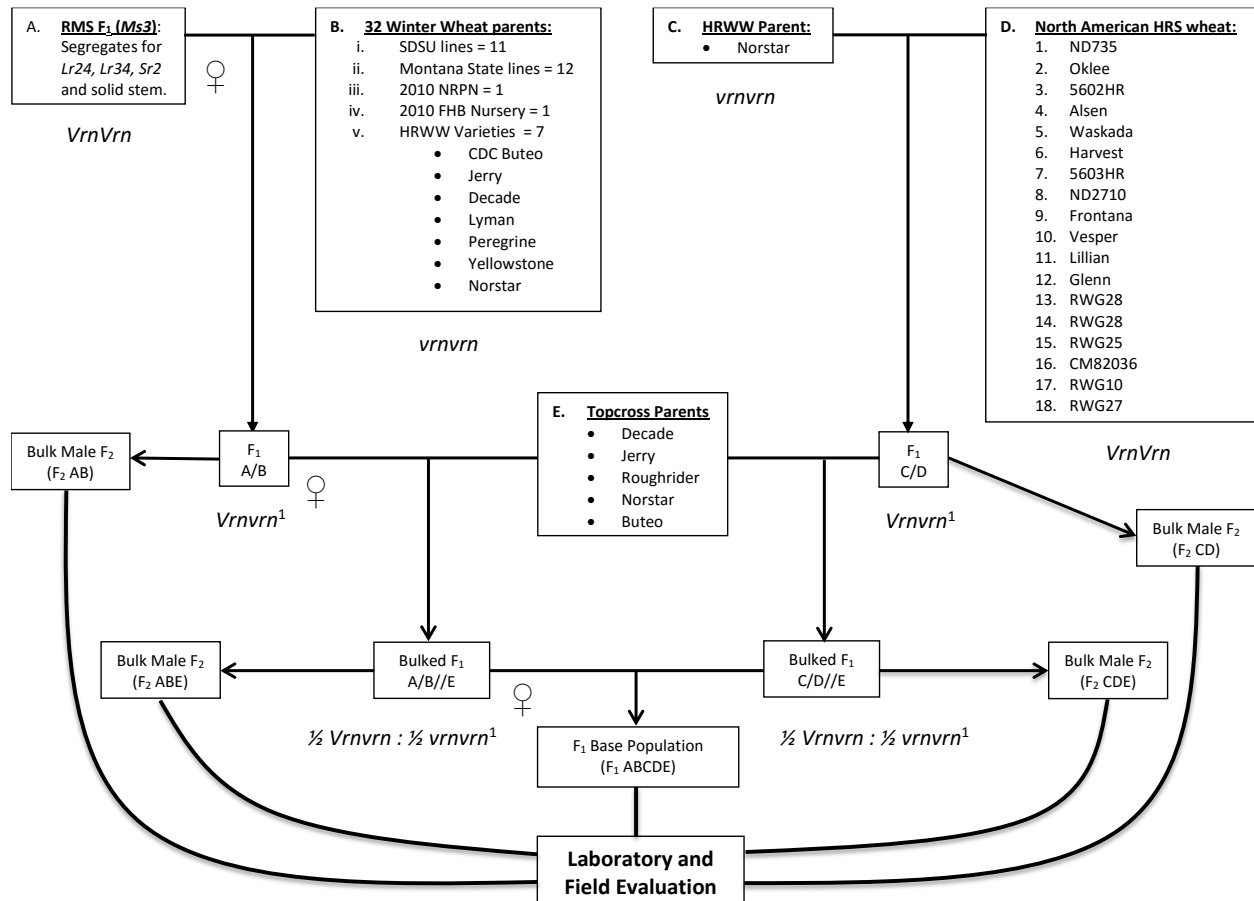 A. RMS F1 (Ms3):
Segregates for
Lr24, Lr34, Sr2
and solid stem.
♀
VrnVrn
B. 32 Winter Wheat parents:
i. SDSU lines = 11
ii. Montana State lines = 12
iii. 2010 NRPN = 1
iv. 2010 FHB Nursery = 1
v. HRWW Varieties = 7
• CDC Buteo
• Jerry
• Decade
• Lyman
• Peregrine
• Yellowstone
• Norstar
vrnvrn
C. HRWW Parent:
• Norstar
vrnvrn
D. North American HRS wheat:
1. ND735
2. Oklee
3. 5602HR
4. Alsen
5. Waskada
6. Harvest
7. 5603HR
8. ND2710
9. Frontana
10. Vesper
11. Lillian
12. Glenn
13. RWG28
14. RWG28
15. RWG25
16. CM82036
17. RWG10
18. RWG27
VrnVrn
Bulk Male F2
(F2 AB)
F1
A/B
♀
Vrnvrn1
E. Topcross Parents
• Decade
• Jerry
• Roughrider
• Norstar
• Buteo
F1
C/D
Vrnvrn1
Bulk Male F2
(F2 CD)
Bulk Male F2
(F2 ABE)
Bulked F1
A/B//E
♀
½ Vrnvrn : ½ vrnvrn1
Bulked F1
C/D//E
½ Vrnvrn : ½ vrnvrn1
Bulk Male F2
(F2 CDE)
F1 Base Population
(F1 ABCDE)
Laboratory and
Field Evaluation